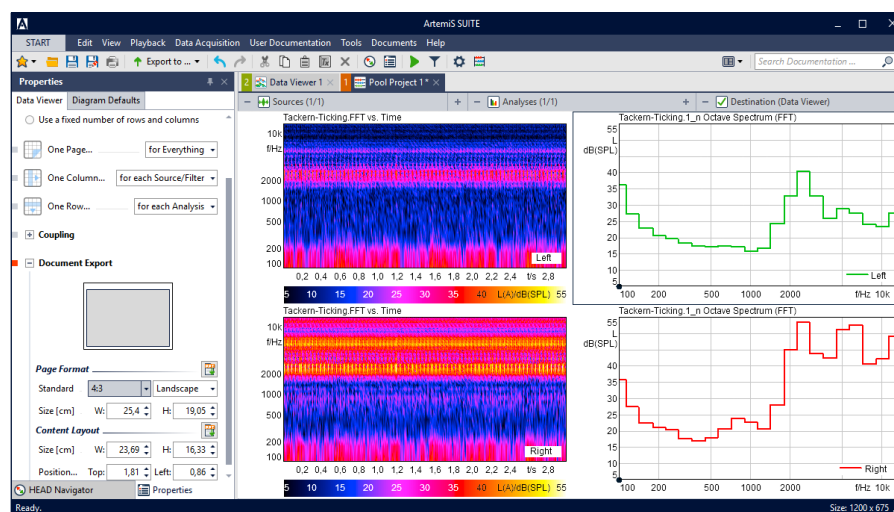 ArtemiS SUITE
START Edit View Playback Data Acquisition User Documentation Tools Documents Help
Export to ... Search Documentation ...
Properties
Data Viewer Diagram Defaults
Use a fixed number of rows and columns
One Page... for Everything
One Column... for each Source/Filter
One Row... for each Analysis
Coupling
Document Export
Page Format
Standard 4:3 Landscape
Size [cm] W: 25,4 H: 19,05
Content Layout
Size [cm] W: 23,69 H: 16,33
Position... Top: 1,81 Left: 0,86
HEAD Navigator Properties
2 Data Viewer 1 1 Pool Project 1 *
Sources (1/1) Analyses (1/1) Destination (Data Viewer)
Tackern-Ticking.FFT vs. Time
10k
f/Hz
2000
1000
500
200
100
Left
0,2 0,4 0,6 0,8 1,0 1,2 1,4 1,6 1,8 2,0 2,2 t/s 2,8
5 10 15 20 25 30 35 40 L(A)/dB(SPL) 55
Tackern-Ticking.1_n Octave Spectrum (FFT)
55
L
dB(SPL)
40
35
30
25
20
15
10
5
Left
100 200 500 1000 2000 f/Hz 10k
Tackern-Ticking.FFT vs. Time
10k
f/Hz
2000
1000
500
200
100
Right
0,2 0,4 0,6 0,8 1,0 1,2 1,4 1,6 1,8 2,0 2,2 t/s 2,8
5 10 15 20 25 30 35 40 L(A)/dB(SPL) 55
Tackern-Ticking.1_n Octave Spectrum (FFT)
55
L
dB(SPL)
40
35
30
25
20
15
10
5
Right
100 200 500 1000 2000 f/Hz 10k
Ready. Size: 1200 x 675